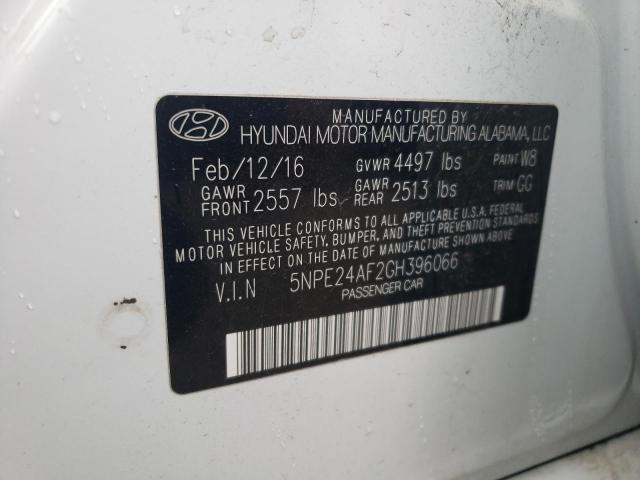 MANUFACTURED BY
HYUNDAI MOTOR MANUFACTURING ALABAMA, LLC
Feb/12/16 GVWR 4497 lbs PAINT W8
GAWR FRONT 2557 lbs GAWR REAR 2513 lbs TRIM GG
THIS VEHICLE CONFORMS TO ALL APPLICABLE U.S.A. FEDERAL
MOTOR VEHICLE SAFETY, BUMPER, AND THEFT PREVENTION STANDARDS
IN EFFECT ON THE DATE OF MANUFACTURE SHOWN ABOVE.
V.I.N 5NPE24AF2GH396066
PASSENGER CAR